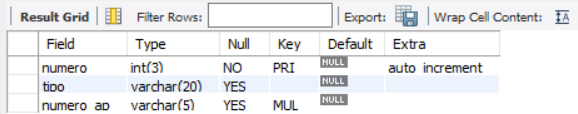 Result Grid Filter Rows: Export: Wrap Cell Content: IA
Field Type Null Key Default Extra
numero int(3) NO PRI NULL auto_increment
tipo varchar(20) YES NULL
numero_ap varchar(5) YES MUL